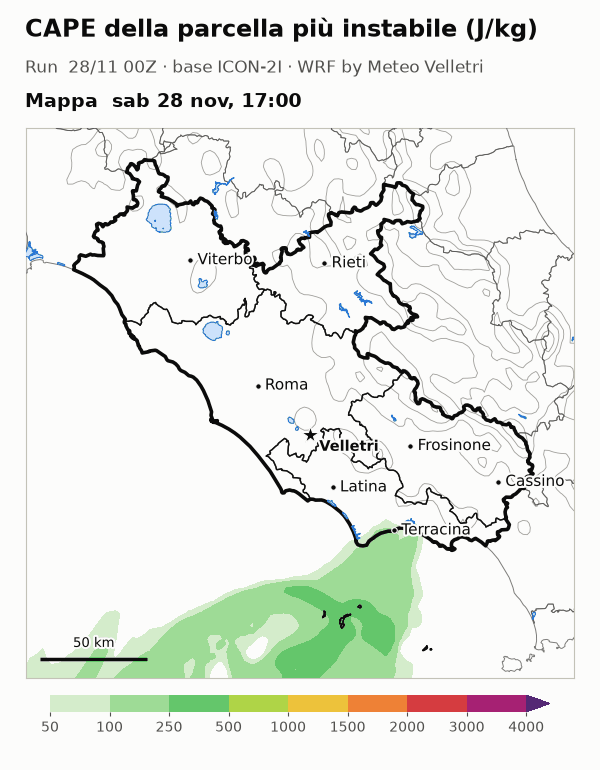 CAPE della parcella più instabile (J/kg)
Run  28/11 00Z · base ICON-2I · WRF by Meteo Velletri
Mappa  sab 28 nov, 17:00
Viterbo
Rieti
Roma
Velletri
Frosinone
Cassino
Latina
Terracina
50 km
50 100 250 500 1000 1500 2000 3000 4000